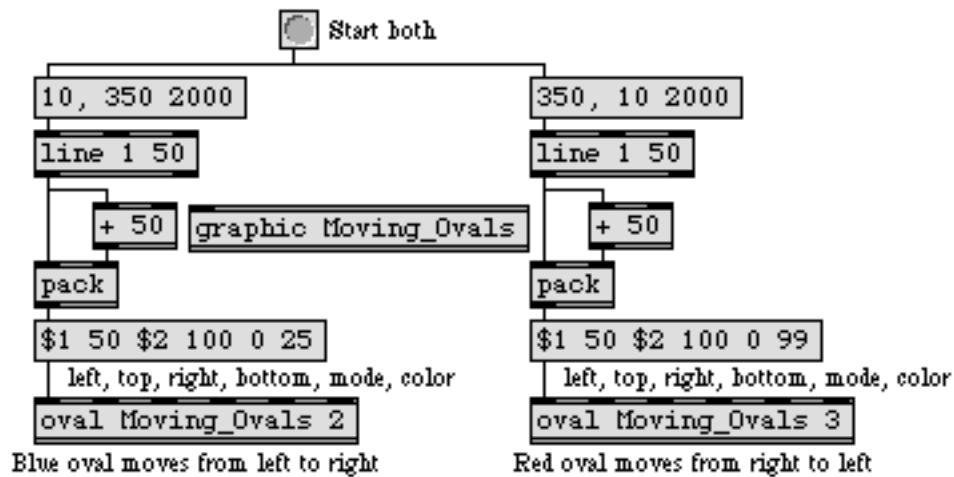 Start both
10, 350 2000
350, 10 2000
line 1 50
line 1 50
+ 50
graphic Moving_Ovals
+ 50
pack
pack
$1 50 $2 100 0 25
$1 50 $2 100 0 99
left, top, right, bottom, mode, color
left, top, right, bottom, mode, color
oval Moving_Ovals 2
oval Moving_Ovals 3
Blue oval moves from left to right
Red oval moves from right to left